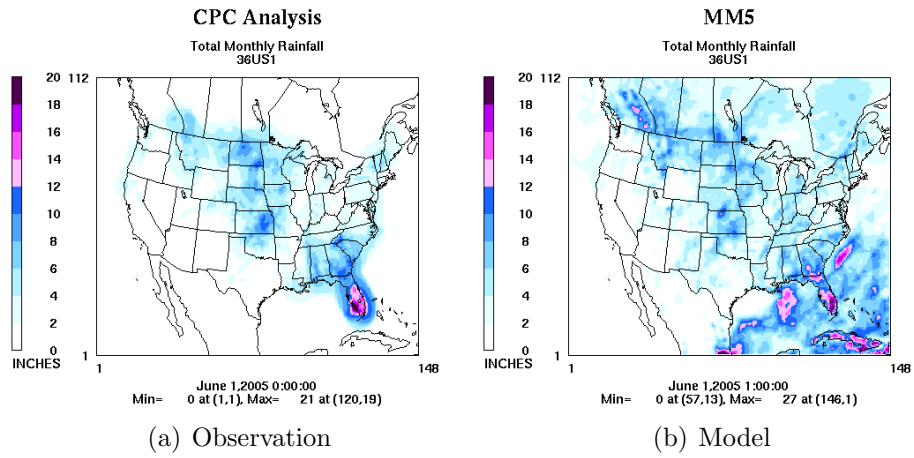 CPC Analysis
Total Monthly Rainfall
36US1
20
18
16
14
12
10
8
6
4
2
0
INCHES
112
1
1
148
June 1,2005 0:00:00
Min= 0 at (1,1), Max= 21 at (120,19)
(a) Observation
MM5
Total Monthly Rainfall
36US1
20
18
16
14
12
10
8
6
4
2
0
INCHES
112
1
1
148
June 1,2005 1:00:00
Min= 0 at (57,13), Max= 27 at (146,1)
(b) Model